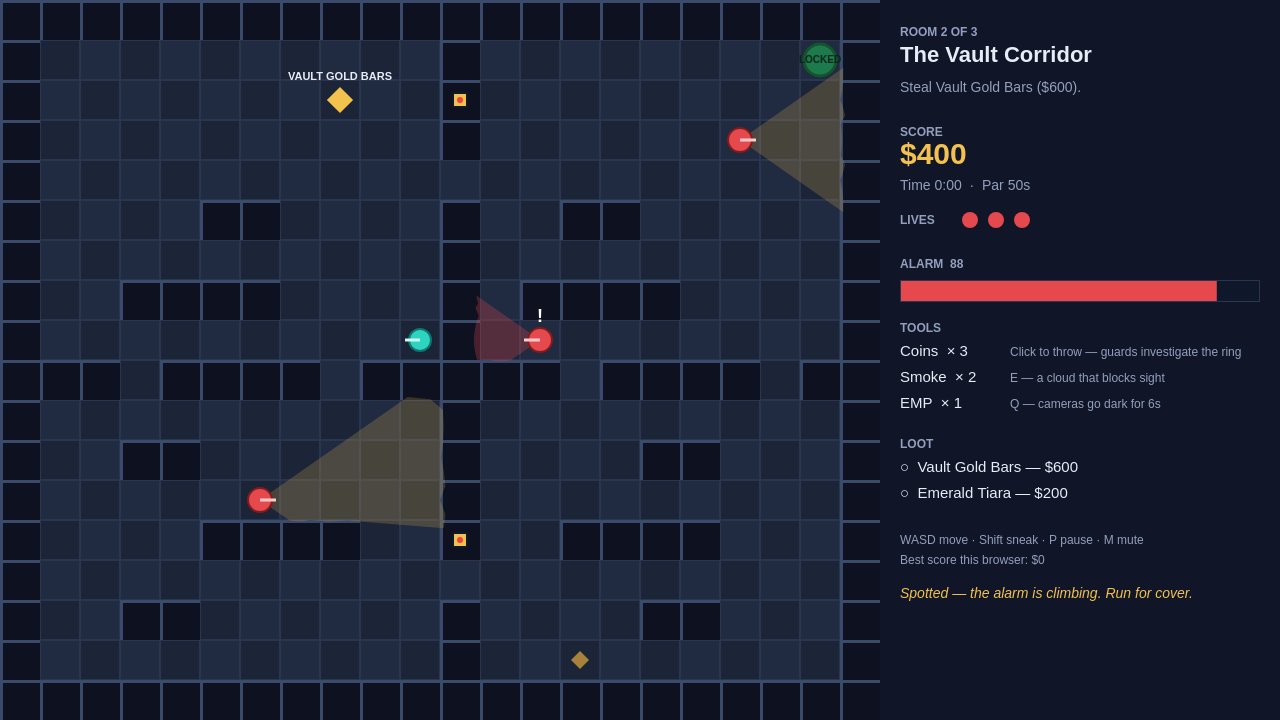 VAULT GOLD BARS
LOCKED
!
ROOM 2 OF 3
The Vault Corridor
Steal Vault Gold Bars ($600).
SCORE
$400
Time 0:00 · Par 50s
LIVES
ALARM 88
TOOLS
Coins × 3 Click to throw — guards investigate the ring
Smoke × 2 E — a cloud that blocks sight
EMP × 1 Q — cameras go dark for 6s
LOOT
○ Vault Gold Bars — $600
○ Emerald Tiara — $200
WASD move · Shift sneak · P pause · M mute
Best score this browser: $0
Spotted — the alarm is climbing. Run for cover.